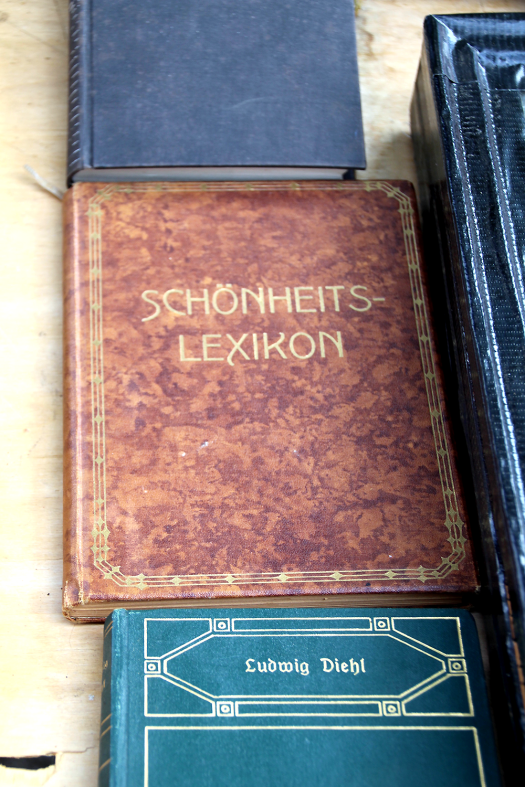 SCHÖNHEITS-
LEXIKON
Ludwig Diehl